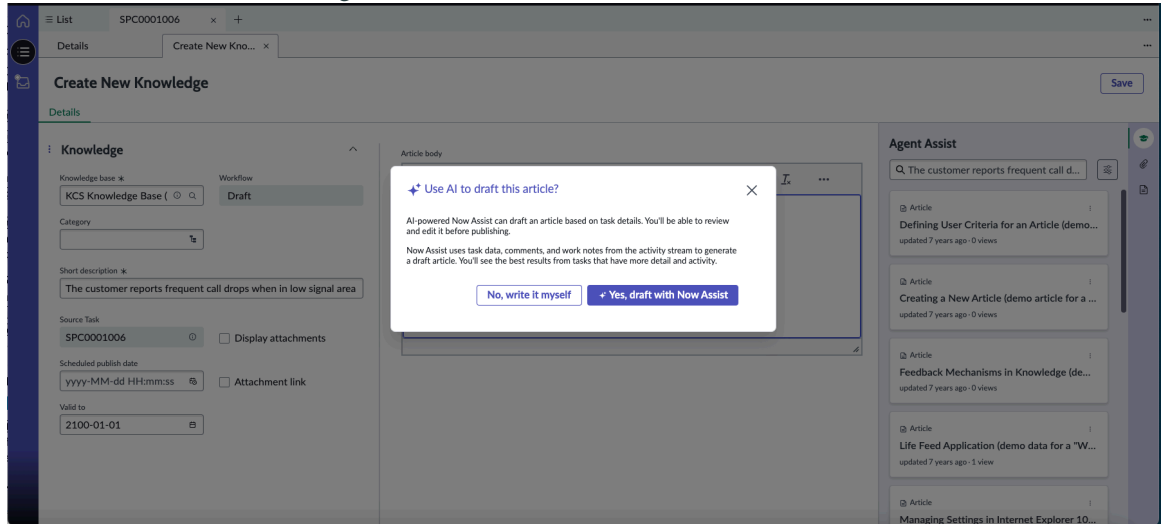 List
SPC0001006
Details
Create New Kno...
Create New Knowledge
Save
Details
Knowledge
Knowledge base
Workflow
KCS Knowledge Base (
Draft
Category
Short description
The customer reports frequent call drops when in low signal area
Source Task
SPC0001006
Display attachments
Scheduled publish date
yyyy-MM-dd HH:mm:ss
Attachment link
Valid to
2100-01-01
Article body
Use AI to draft this article?
AI-powered Now Assist can draft an article based on task details. You'll be able to review
and edit it before publishing.
Now Assist uses task data, comments, and work notes from the activity stream to generate
a draft article. You'll see the best results from tasks that have more detail and activity.
No, write it myself
Yes, draft with Now Assist
Agent Assist
The customer reports frequent call d...
Article
Defining User Criteria for an Article (demo...
updated 7 years ago · 0 views
Article
Creating a New Article (demo article for a ...
updated 7 years ago · 0 views
Article
Feedback Mechanisms in Knowledge (de...
updated 7 years ago · 0 views
Article
Life Feed Application (demo data for a "W...
updated 7 years ago · 1 view
Article
Managing Settings in Internet Explorer 10...